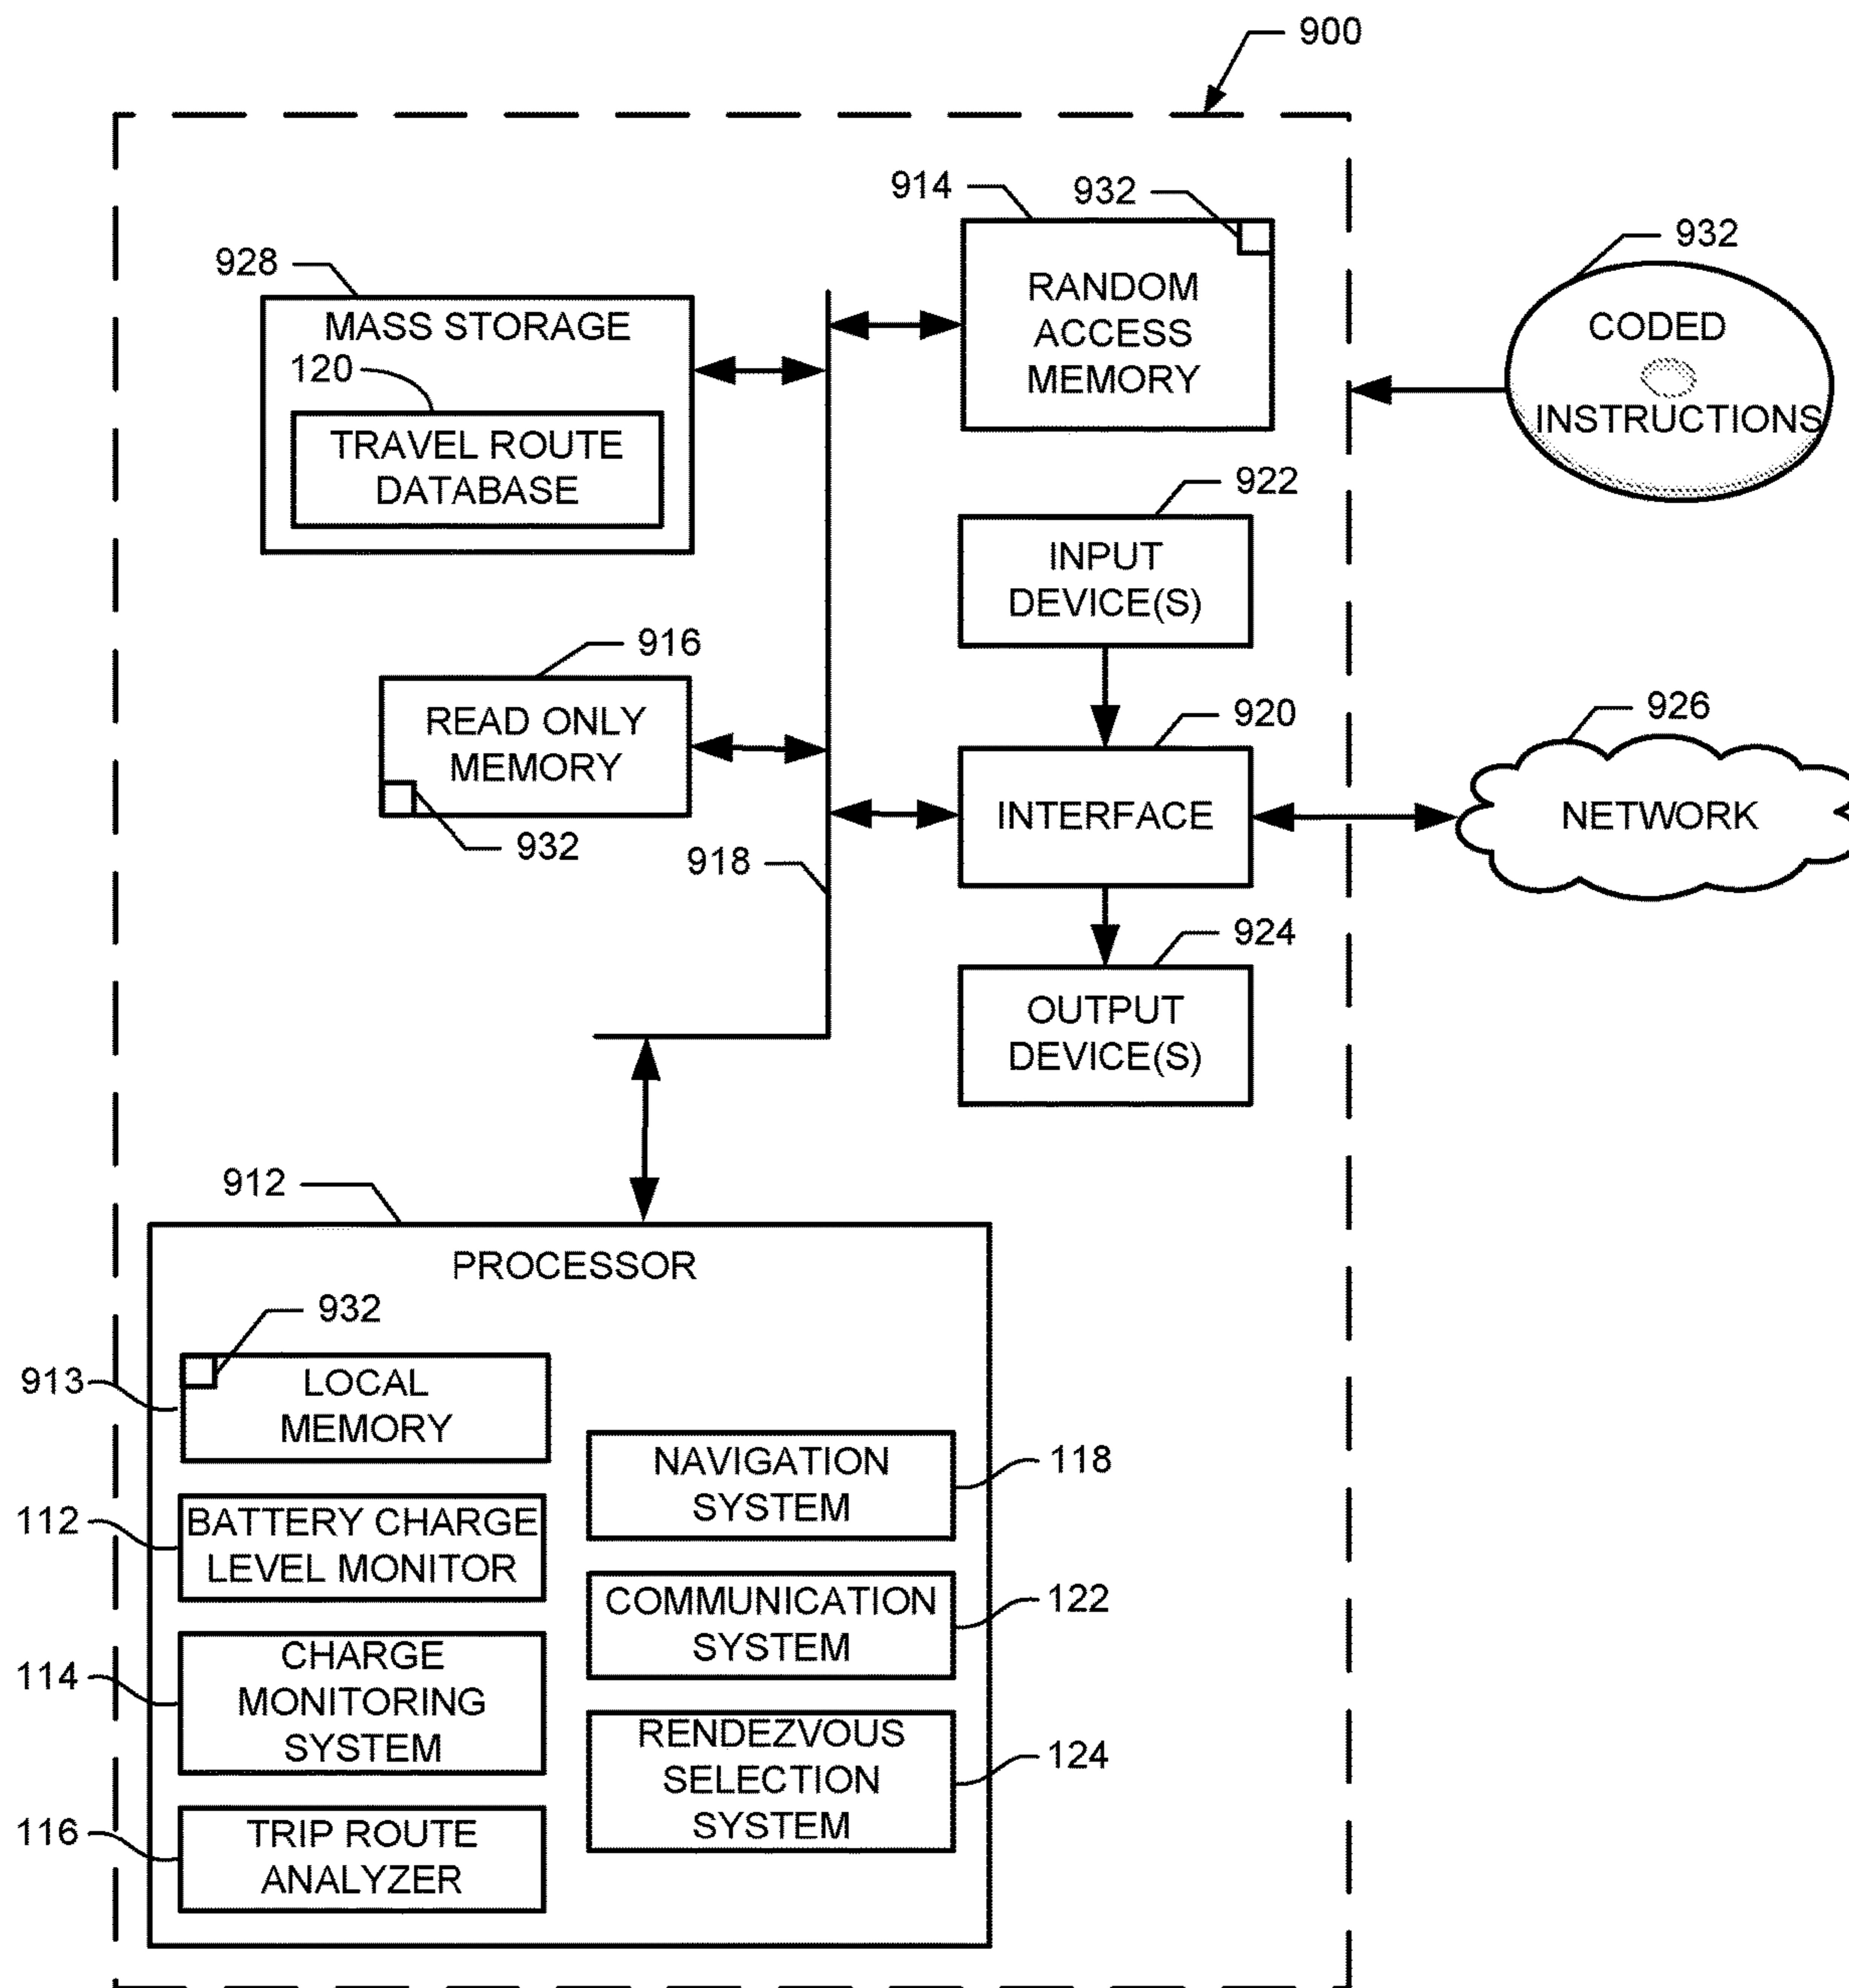 900
914
932
928
932
MASS STORAGE
RANDOM
ACCESS
MEMORY
CODED
INSTRUCTIONS
120
TRAVEL ROUTE
DATABASE
922
INPUT
DEVICE(S)
916
READ ONLY
MEMORY
932
920
INTERFACE
926
NETWORK
918
924
OUTPUT
DEVICE(S)
912
PROCESSOR
932
913
LOCAL
MEMORY
NAVIGATION
SYSTEM
118
112
BATTERY CHARGE
LEVEL MONITOR
COMMUNICATION
SYSTEM
122
114
CHARGE
MONITORING
SYSTEM
RENDEZVOUS
SELECTION
SYSTEM
124
116
TRIP ROUTE
ANALYZER